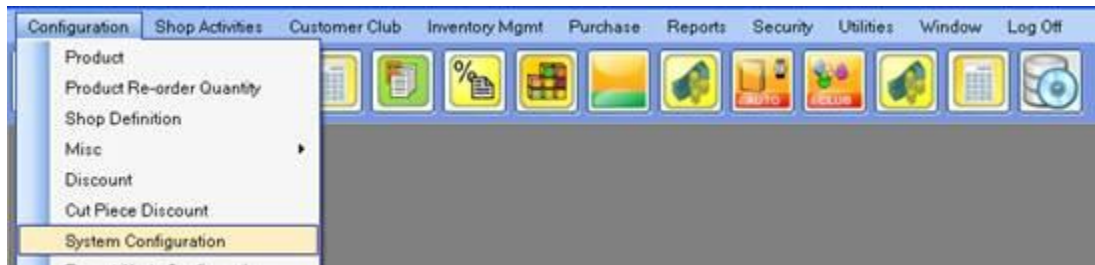 Configuration Shop Activities Customer Club Inventory Mgmt Purchase Reports Security Utilities Window Log Off
Product
Product Re-order Quantity
Shop Definition
Misc
Discount
Cut Piece Discount
System Configuration
%
AUTO
CLUB